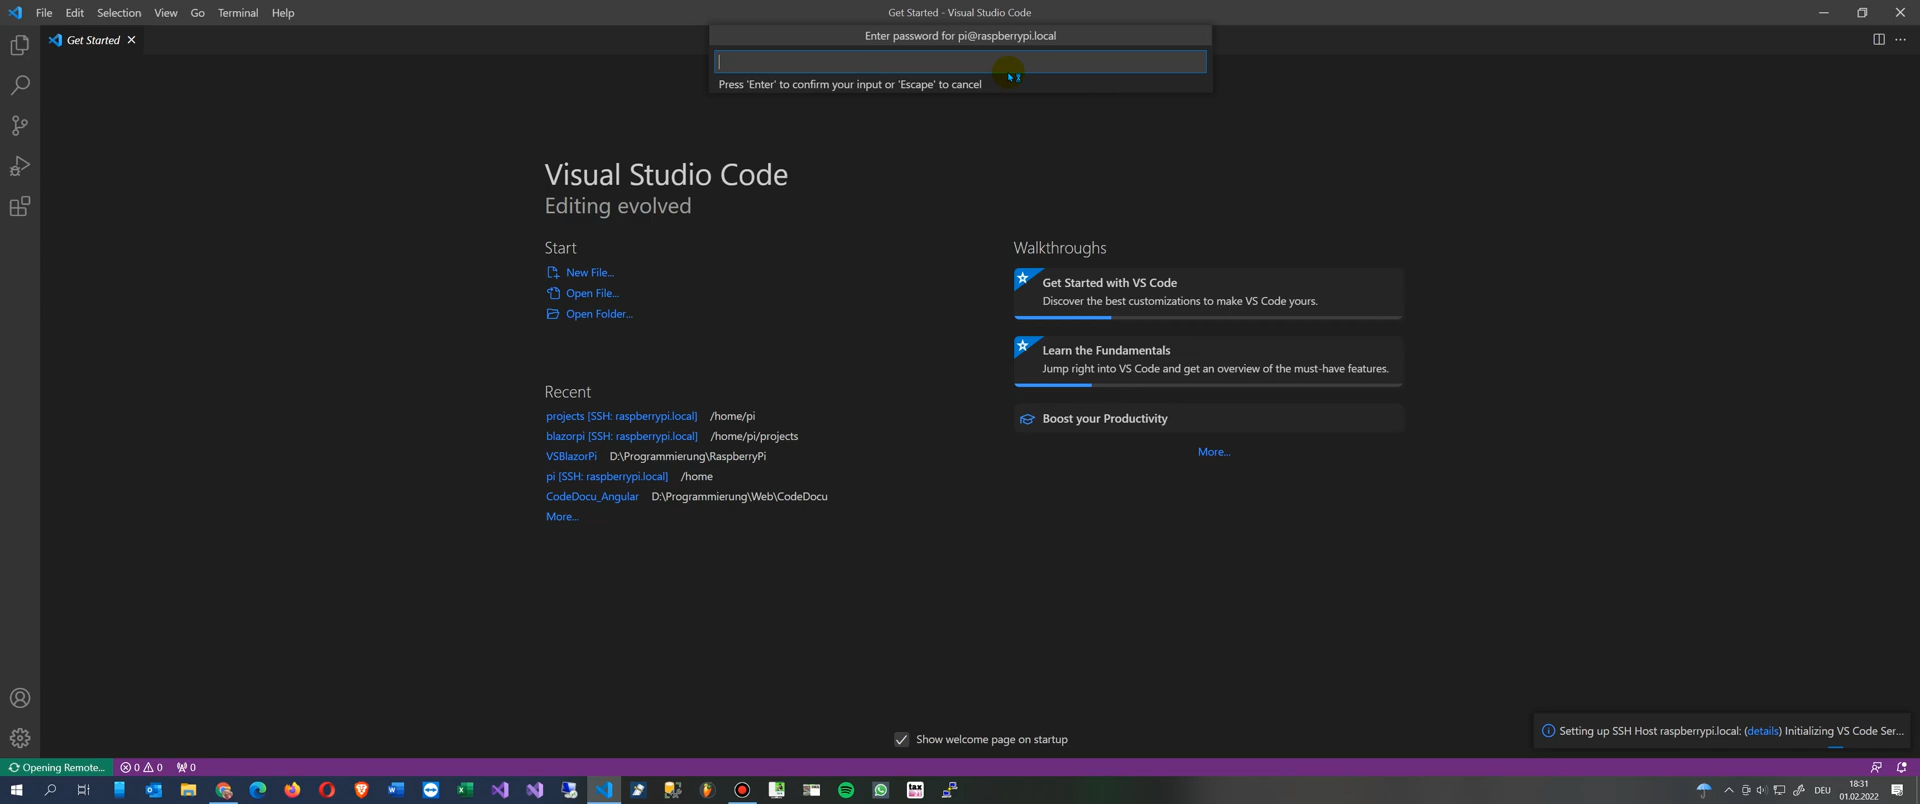 File Edit Selection View Go Terminal Help
Get Started - Visual Studio Code
Get Started
Enter password for pi@raspberrypi.local
Press 'Enter' to confirm your input or 'Escape' to cancel
Visual Studio Code
Editing evolved
Start
New File...
Open File...
Open Folder...
Recent
projects [SSH: raspberrypi.local] /home/pi
blazorpi [SSH: raspberrypi.local] /home/pi/projects
VSBlazorPi D:\Programmierung\RaspberryPi
pi [SSH: raspberrypi.local] /home
CodeDocu_Angular D:\Programmierung\Web\CodeDocu
More...
Walkthroughs
Get Started with VS Code
Discover the best customizations to make VS Code yours.
Learn the Fundamentals
Jump right into VS Code and get an overview of the must-have features.
Boost your Productivity
More...
Show welcome page on startup
Setting up SSH Host raspberrypi.local: (details) Initializing VS Code Ser...
Opening Remote... 0 0 0
tax
DEU
18:31
01.02.2022